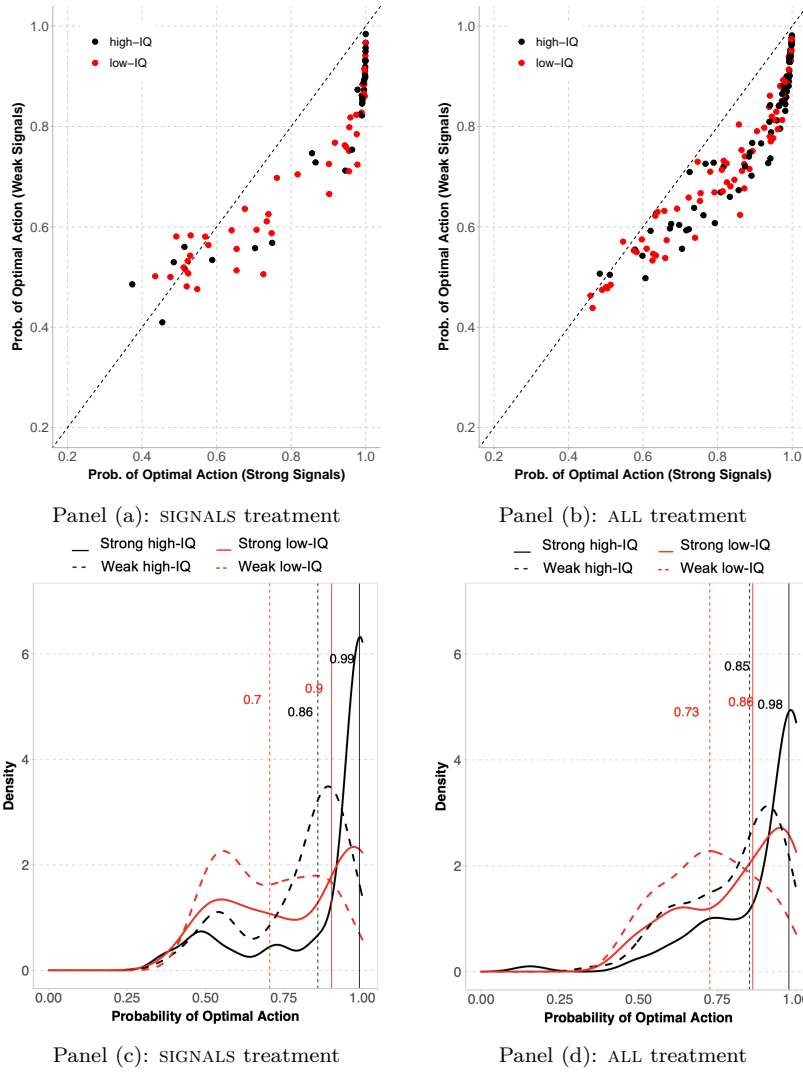 1.0
0.8
0.6
0.4
0.2
0.2 0.4 0.6 0.8 1.0
high-IQ
low-IQ
Prob. of Optimal Action (Weak Signals)
Prob. of Optimal Action (Strong Signals)
1.0
0.8
0.6
0.4
0.2
0.2 0.4 0.6 0.8 1.0
high-IQ
low-IQ
Prob. of Optimal Action (Weak Signals)
Prob. of Optimal Action (Strong Signals)
Panel (a): SIGNALS treatment
Panel (b): ALL treatment
Strong high-IQ Strong low-IQ
Weak high-IQ Weak low-IQ
6
4
2
0
0.99
0.7
0.9
0.86
Density
0.00 0.25 0.50 0.75 1.00
Probability of Optimal Action
Strong high-IQ Strong low-IQ
Weak high-IQ Weak low-IQ
6
4
2
0
0.85
0.73
0.86
0.98
Density
0.00 0.25 0.50 0.75 1.00
Probability of Optimal Action
Panel (c): SIGNALS treatment
Panel (d): ALL treatment